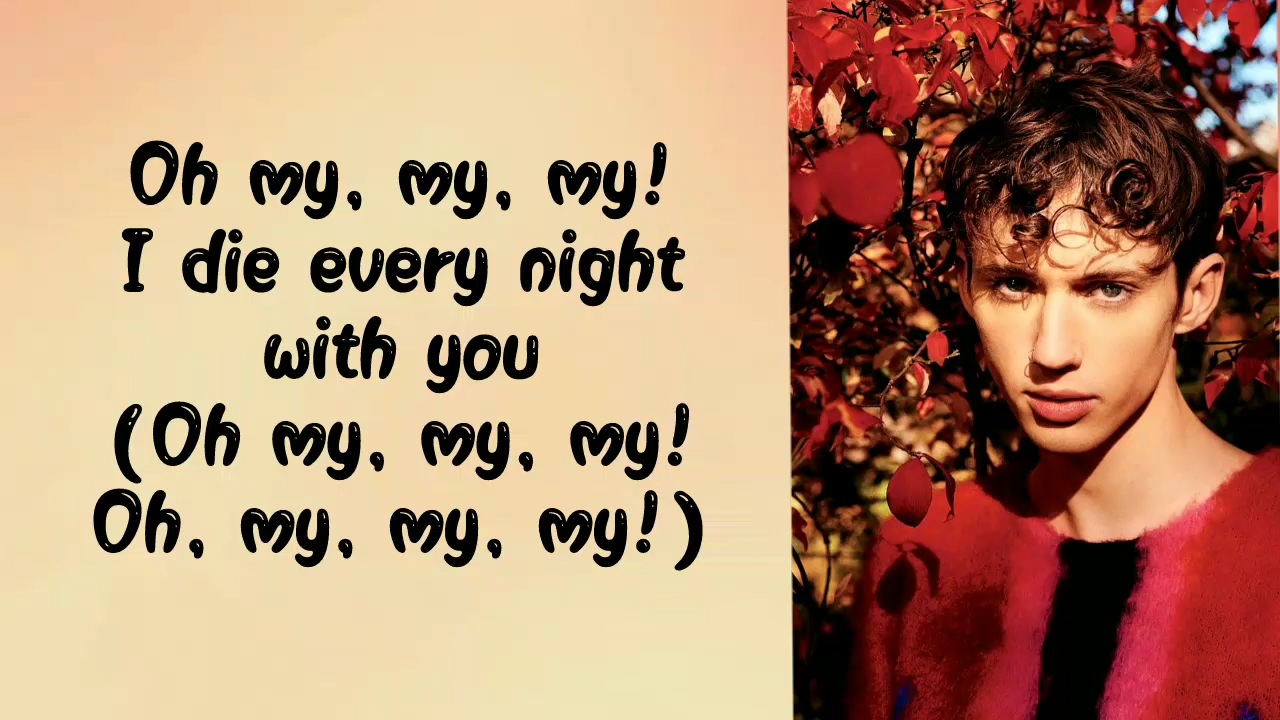 Oh my, my, my!
I die every night
with you
(Oh my, my, my!
Oh, my, my, my!)